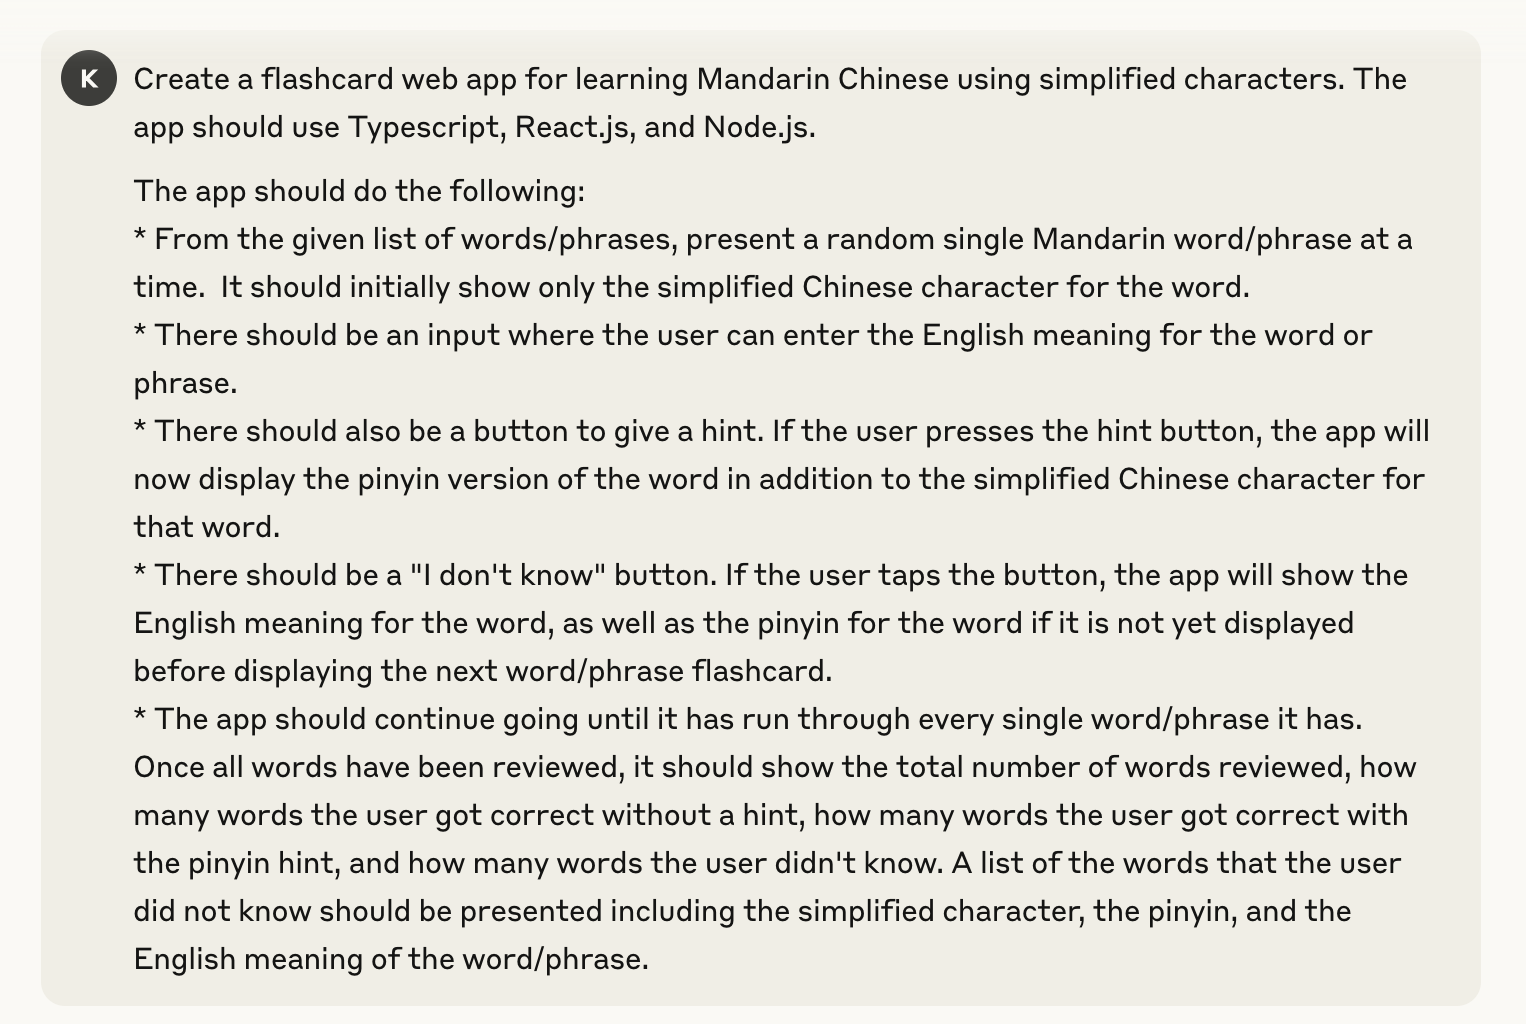 K
Create a flashcard web app for learning Mandarin Chinese using simplified characters. The
app should use Typescript, React.js, and Node.js.
The app should do the following:
* From the given list of words/phrases, present a random single Mandarin word/phrase at a
time.  It should initially show only the simplified Chinese character for the word.
* There should be an input where the user can enter the English meaning for the word or
phrase.
* There should also be a button to give a hint. If the user presses the hint button, the app will
now display the pinyin version of the word in addition to the simplified Chinese character for
that word.
* There should be a "I don't know" button. If the user taps the button, the app will show the
English meaning for the word, as well as the pinyin for the word if it is not yet displayed
before displaying the next word/phrase flashcard.
* The app should continue going until it has run through every single word/phrase it has.
Once all words have been reviewed, it should show the total number of words reviewed, how
many words the user got correct without a hint, how many words the user got correct with
the pinyin hint, and how many words the user didn't know. A list of the words that the user
did not know should be presented including the simplified character, the pinyin, and the
English meaning of the word/phrase.